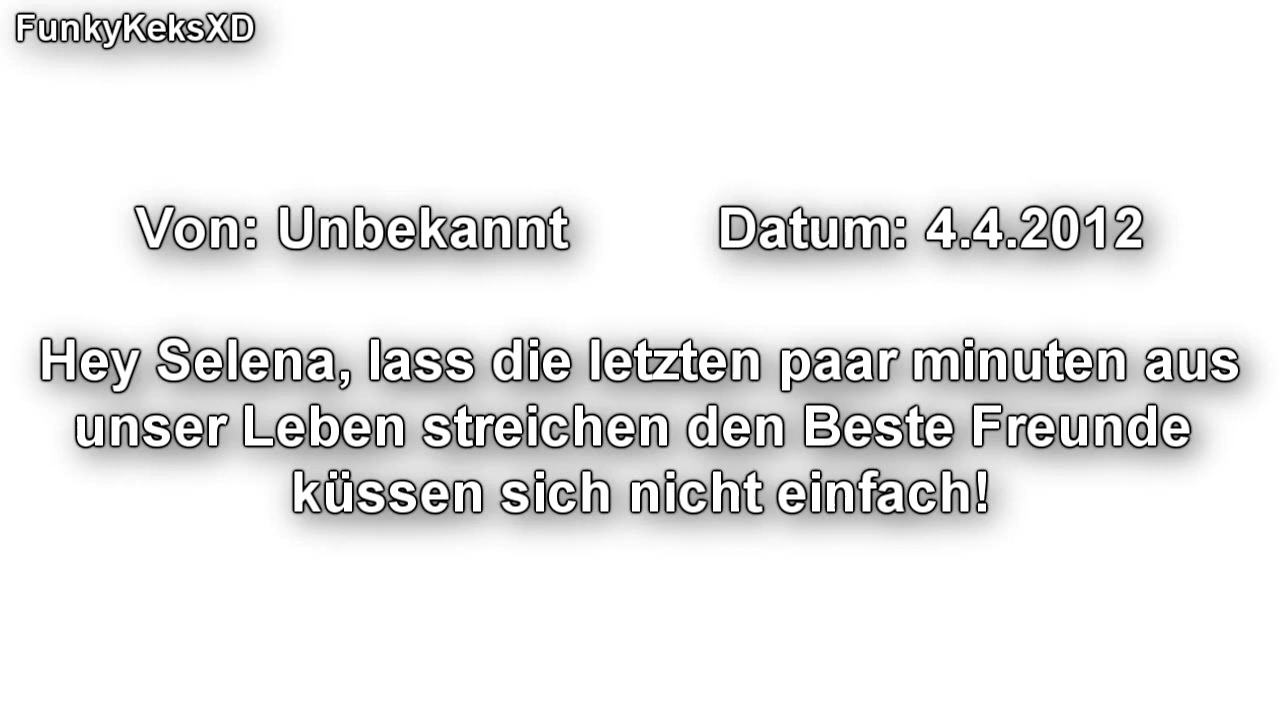 FunkyKeksXD
Von: Unbekannt Datum: 4.4.2012
Hey Selena, lass die letzten paar minuten aus
unser Leben streichen den Beste Freunde
küssen sich nicht einfach!